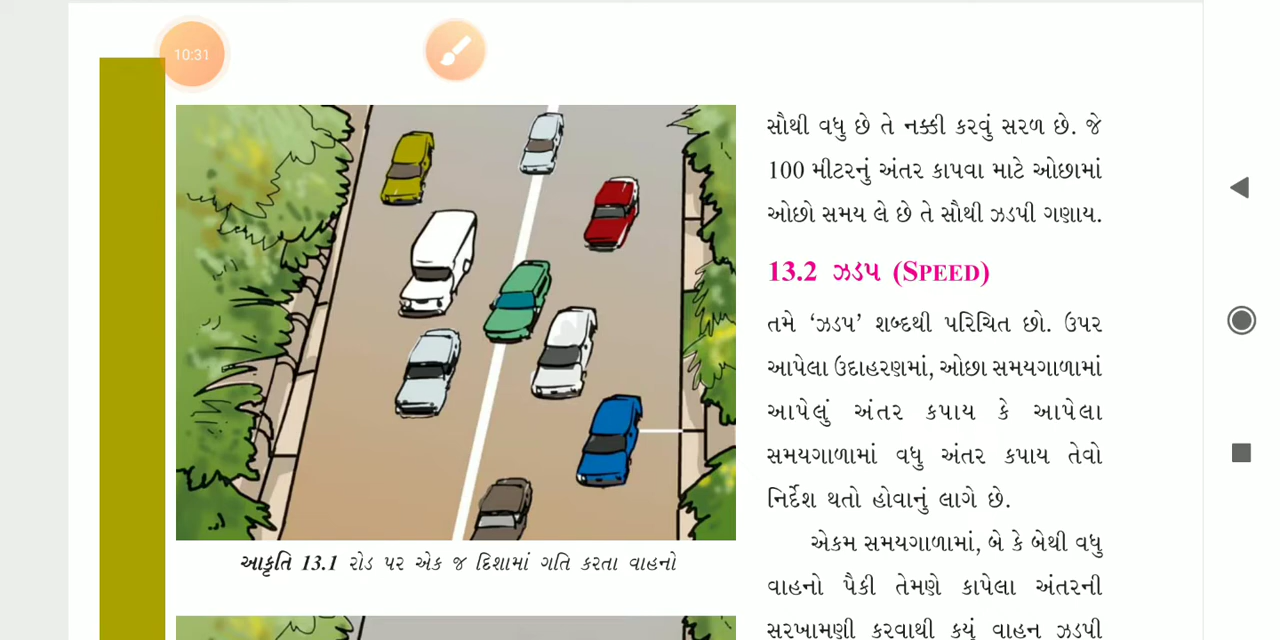 10:31
સૌથી વધુ છે તે નક્કી કરવું સરળ છે. જે
100 મીટરનું અંતર કાપવા માટે ઓછામાં
ઓછો સમય લે છે તે સૌથી ઝડપી ગણાય.
13.2 ઝડપ (SPEED)
તમે ‘ઝડપ’ શબ્દથી પરિચિત છો. ઉપર
આપેલા ઉદાહરણમાં, ઓછા સમયગાળામાં
આપેલું અંતર કપાય કે આપેલા
સમયગાળામાં વધુ અંતર કપાય તેવો
નિર્દેશ થતો હોવાનું લાગે છે.
એકમ સમયગાળામાં, બે કે બેથી વધુ
વાહનો પૈકી તેમણે કાપેલા અંતરની
સરખામણી કરવાથી કયું વાહન ઝડપી
આકૃતિ 13.1 રોડ પર એક જ દિશામાં ગતિ કરતા વાહનો